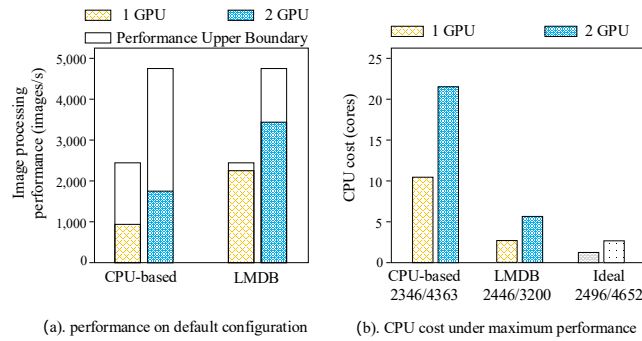 1 GPU 2 GPU
Performance Upper Boundary
Image processing
performance (images/s)
5,000
4,000
3,000
2,000
1,000
0
CPU-based LMDB
(a). performance on default configuration
1 GPU 2 GPU
CPU cost (cores)
25
20
15
10
5
0
CPU-based LMDB Ideal
2346/4363 2446/3200 2496/4652
(b). CPU cost under maximum performance